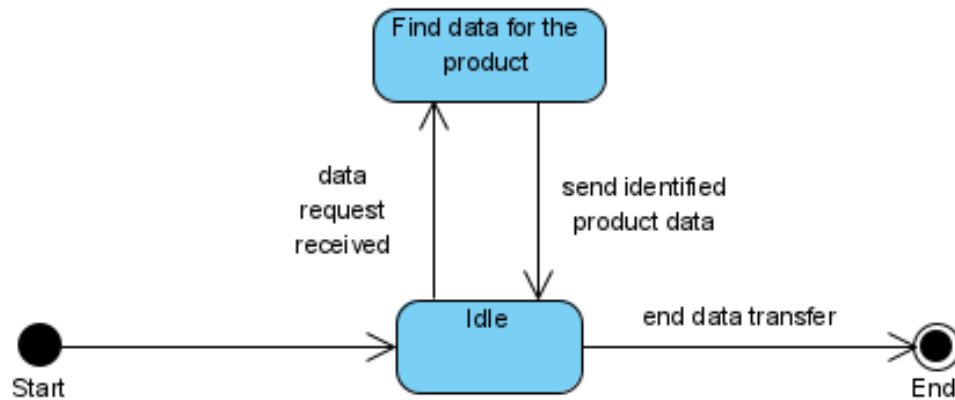 Find data for the
product
data
request
received
send identified
product data
Idle
end data transfer
Start
End